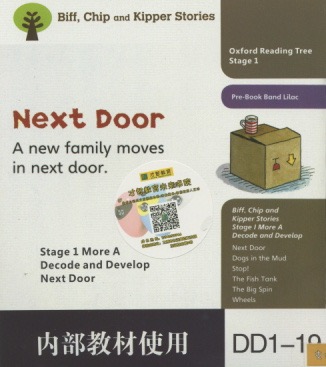 Biff, Chip and Kipper Stories
Oxford Reading Tree
Stage 1
Pre-Book Band Lilac
Next Door
A new family moves
in next door.
Biff, Chip and
Kipper Stories
Stage 1 More A
Decode and Develop
Next Door
Dogs in the Mud
Stop!
The Fish Tank
The Big Spin
Wheels
Stage 1 More A
Decode and Develop
Next Door
内部教材使用
DD1-19